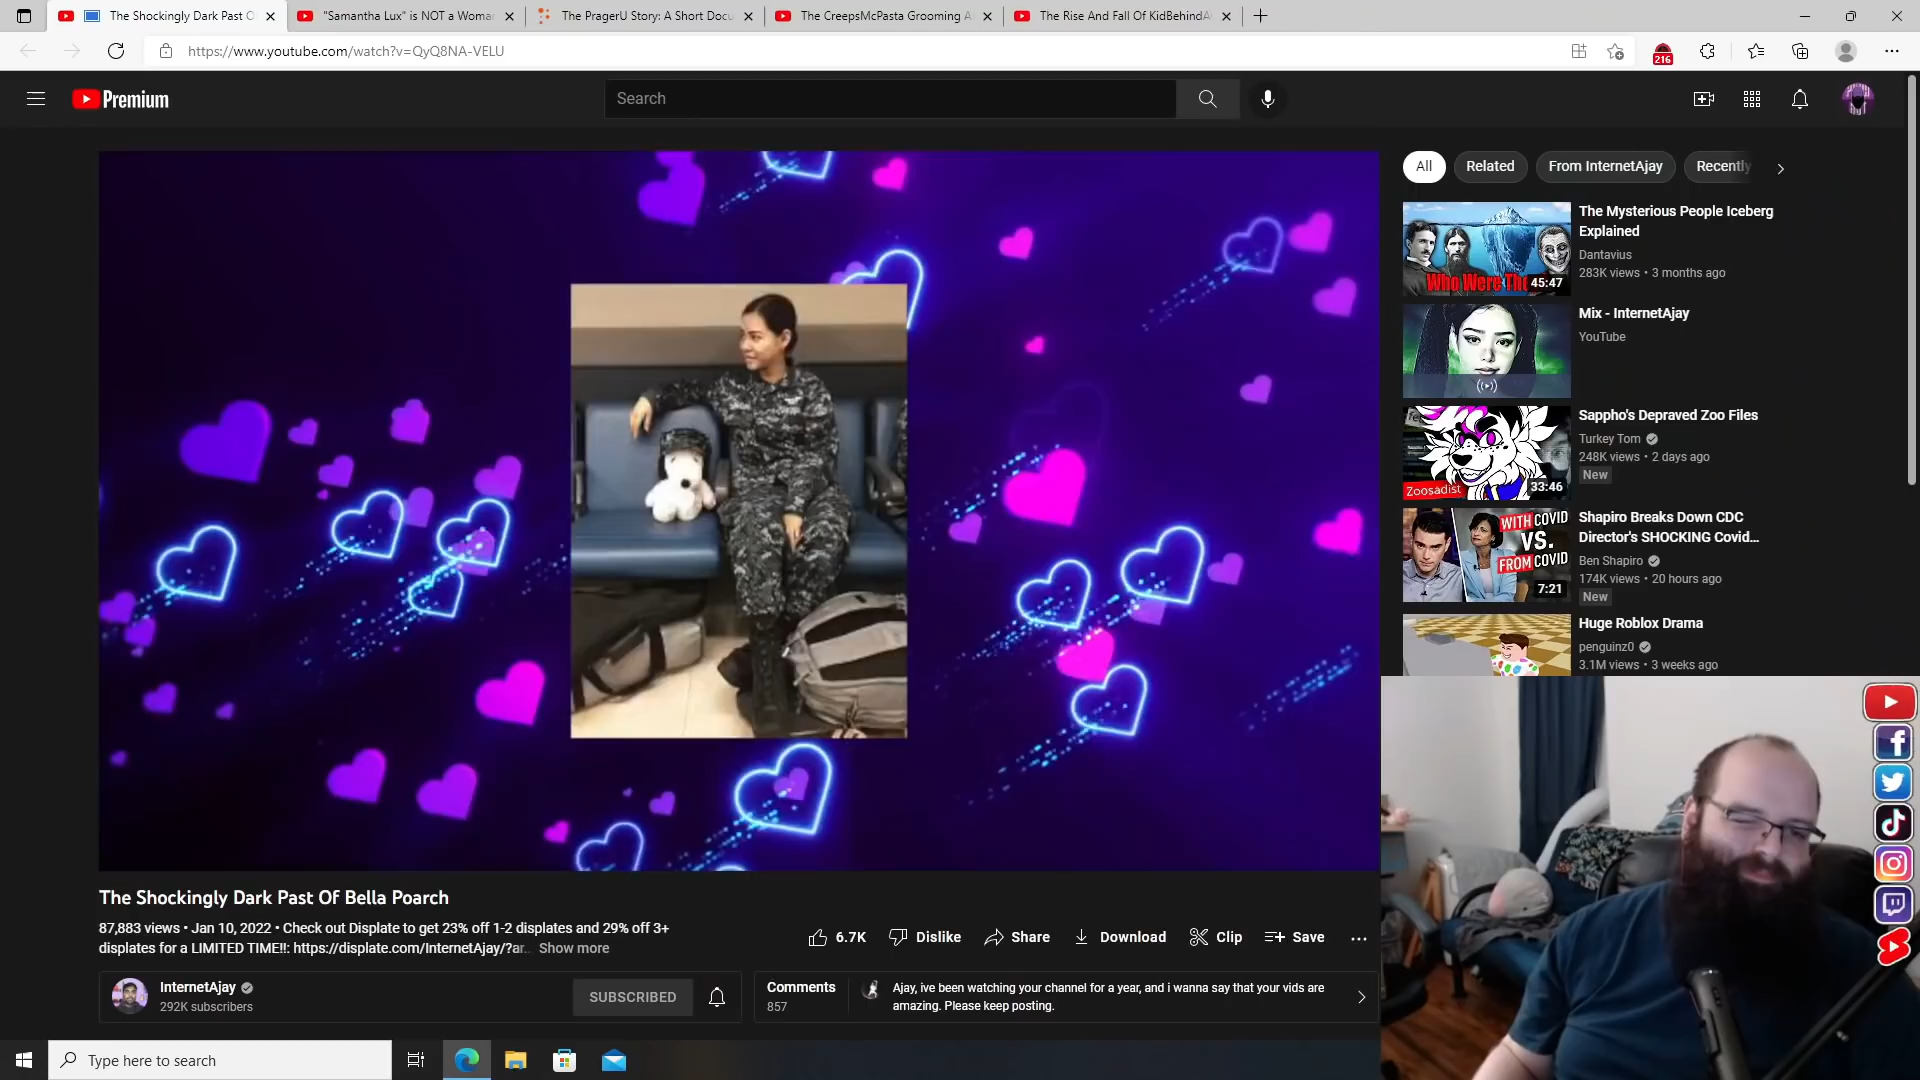 The Shockingly Dark Past O
"Samantha Lux" is NOT a Woma
The PragerU Story: A Short Docu
The CreepsMcPasta Grooming A
The Rise And Fall Of KidBehindA
https://www.youtube.com/watch?v=QyQ8NA-VELU
216
Premium
Search
All
Related
From InternetAjay
Recently
The Mysterious People Iceberg
Explained
Dantavius
283K views • 3 months ago
Who Were The
45:47
Mix - InternetAjay
YouTube
Sappho's Depraved Zoo Files
Turkey Tom
248K views • 2 days ago
New
Zoosadist
33:46
Shapiro Breaks Down CDC
Director's SHOCKING Covid...
Ben Shapiro
174K views • 20 hours ago
New
WITH COVID
VS.
FROM COVID
7:21
Huge Roblox Drama
penguinz0
3.1M views • 3 weeks ago
The Shockingly Dark Past Of Bella Poarch
87,883 views • Jan 10, 2022 • Check out Displate to get 23% off 1-2 displates and 29% off 3+
displates for a LIMITED TIME!!: https://displate.com/InternetAjay/?ar... Show more
6.7K
Dislike
Share
Download
Clip
Save
InternetAjay
292K subscribers
SUBSCRIBED
Comments
857
Ajay, ive been watching your channel for a year, and i wanna say that your vids are
amazing. Please keep posting.
Type here to search